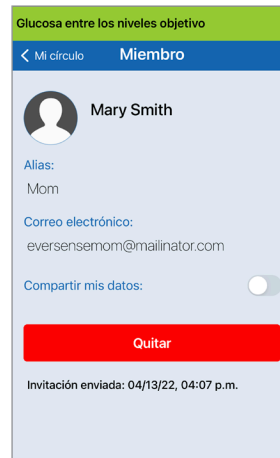 Glucosa entre los niveles objetivo
Mi círculo Miembro
Mary Smith
Alias:
Mom
Correo electrónico:
eversensemom@mailinator.com
Compartir mis datos:
Quitar
Invitación enviada: 04/13/22, 04:07 p.m.